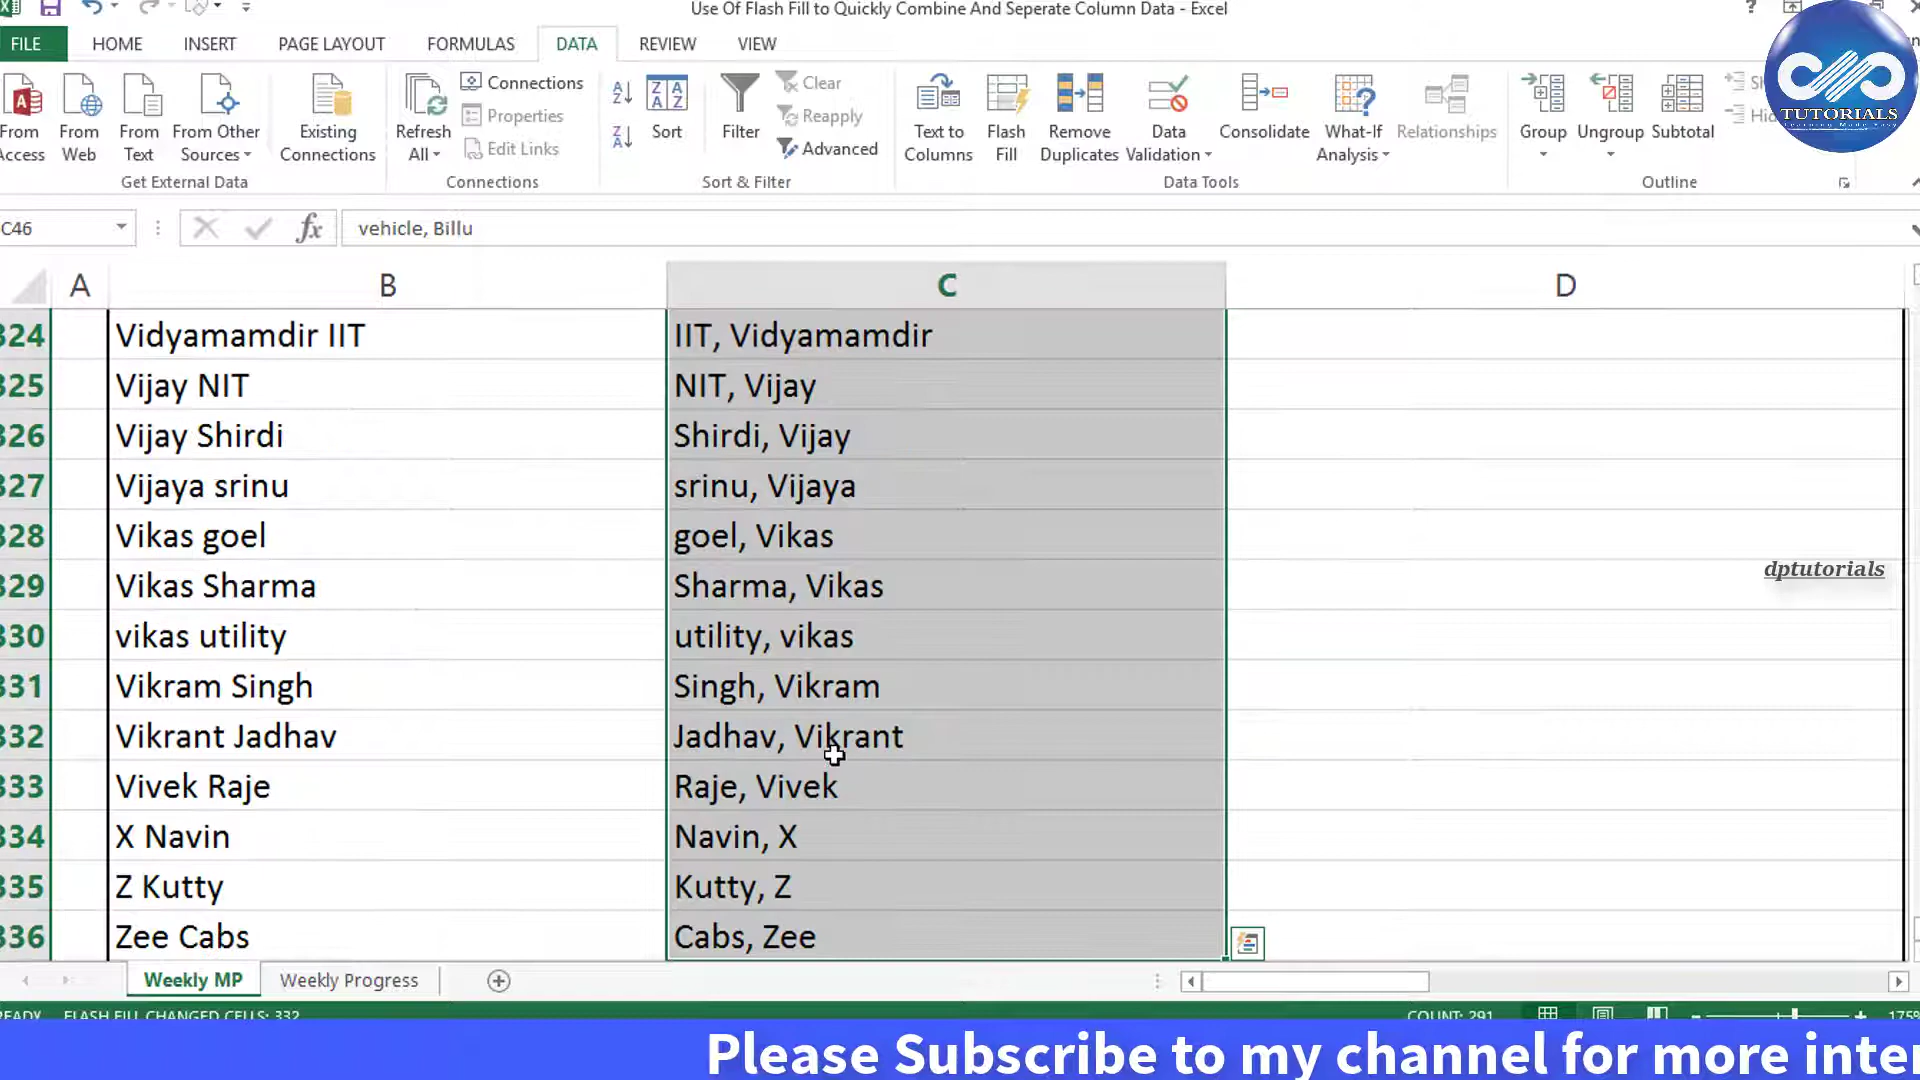 Use Of Flash Fill to Quickly Combine And Seperate Column Data - Excel
?
FILE HOME INSERT PAGE LAYOUT FORMULAS DATA REVIEW VIEW
From Access
From Web
From Text
From Other Sources
Existing Connections
Refresh All
Connections
Properties
Edit Links
Sort
Filter
Clear
Reapply
Advanced
Text to Columns
Flash Fill
Remove Duplicates
Data Validation
Consolidate
What-If Analysis
Relationships
Group
Ungroup
Subtotal
TUTORIALS
Learning Made Easy
Get External Data Connections Sort & Filter Data Tools Outline
C46 fx vehicle, Billu
A B C D
324 Vidyamamdir IIT IIT, Vidyamamdir
325 Vijay NIT NIT, Vijay
326 Vijay Shirdi Shirdi, Vijay
327 Vijaya srinu srinu, Vijaya
328 Vikas goel goel, Vikas
329 Vikas Sharma Sharma, Vikas
dptutorials
330 vikas utility utility, vikas
331 Vikram Singh Singh, Vikram
332 Vikrant Jadhav Jadhav, Vikrant
333 Vivek Raje Raje, Vivek
334 X Navin Navin, X
335 Z Kutty Kutty, Z
336 Zee Cabs Cabs, Zee
Weekly MP Weekly Progress
READY FLASH FILL CHANGED CELLS: 332 COUNT: 291 175%
Please Subscribe to my channel for more inter